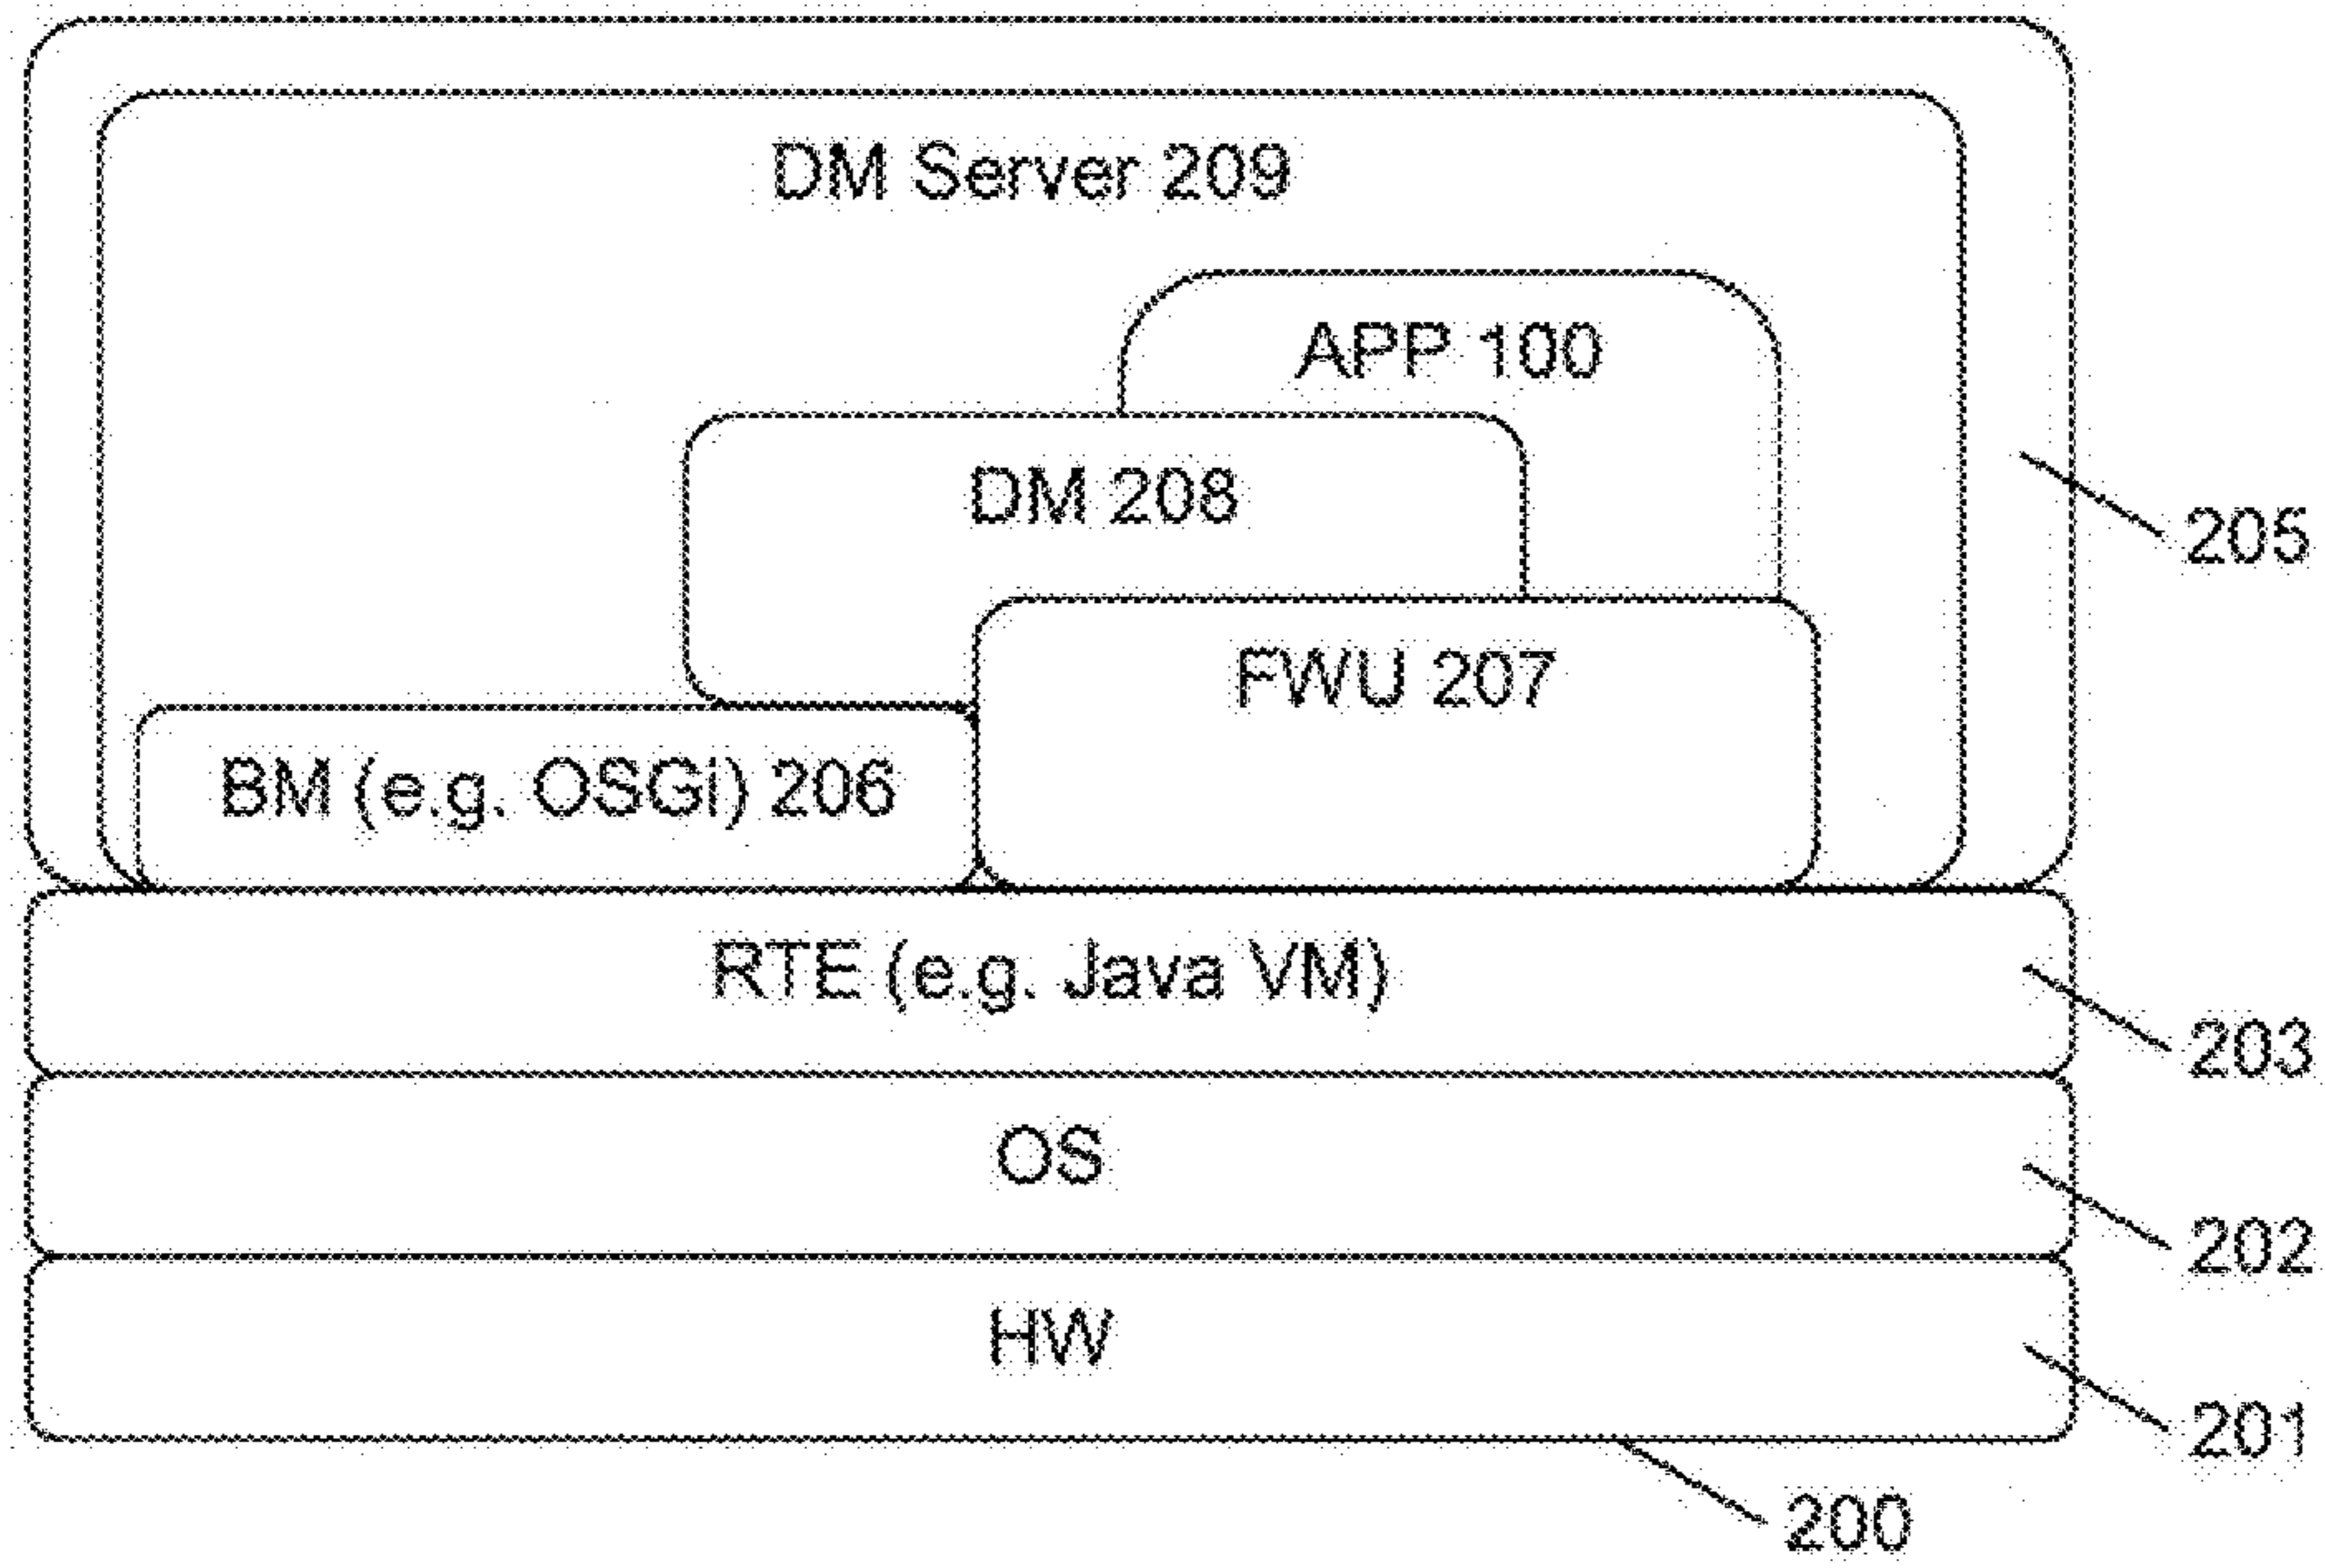 DM Server 209
APP 100
DM 208
205
FWU 207
BM (e.g. OSGi) 206
RTE (e.g. Java VM)
203
OS
202
HW
201
200